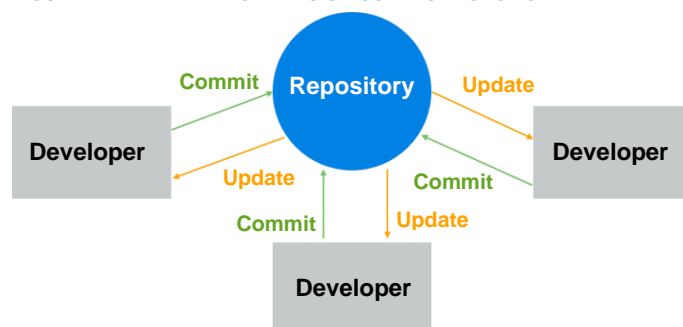 Repository
Commit
Update
Developer
Developer
Update
Commit
Commit
Update
Developer